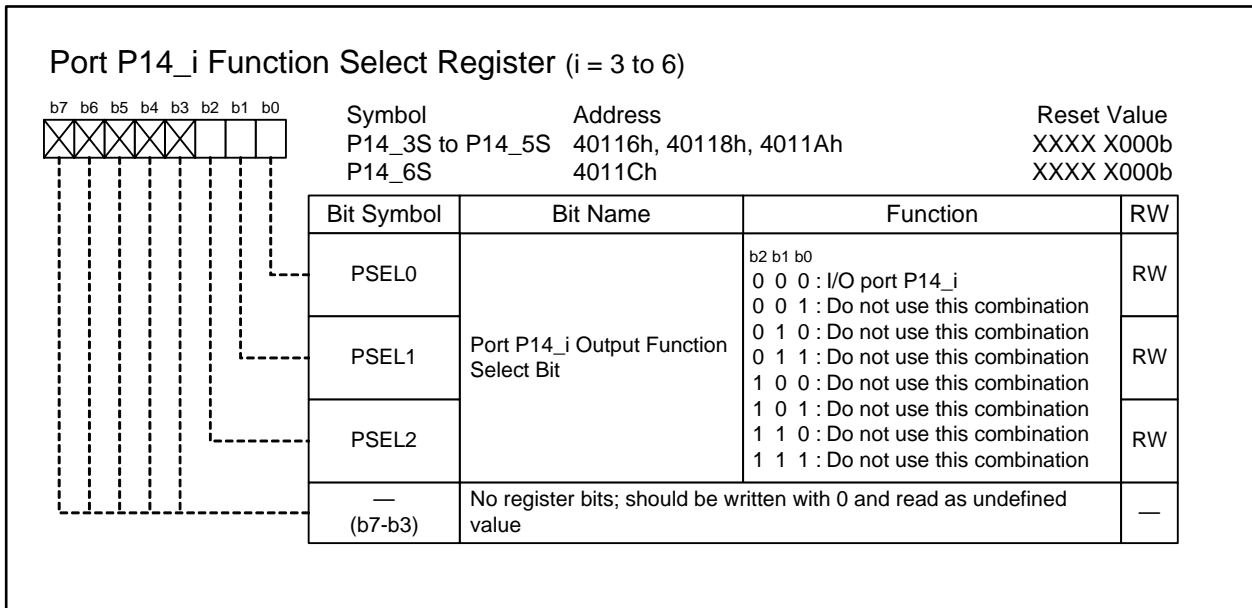 Port P14_i Function Select Register (i = 3 to 6)
b7 b6 b5 b4 b3 b2 b1 b0
Symbol Address Reset Value
P14_3S to P14_5S 40116h, 40118h, 4011Ah XXXX X000b
P14_6S 4011Ch XXXX X000b
Bit Symbol Bit Name Function RW
PSEL0
PSEL1
PSEL2
Port P14_i Output Function
Select Bit
b2 b1 b0
0 0 0 : I/O port P14_i
0 0 1 : Do not use this combination
0 1 0 : Do not use this combination
0 1 1 : Do not use this combination
1 0 0 : Do not use this combination
1 0 1 : Do not use this combination
1 1 0 : Do not use this combination
1 1 1 : Do not use this combination
RW
RW
RW
—
(b7-b3)
No register bits; should be written with 0 and read as undefined
value
—